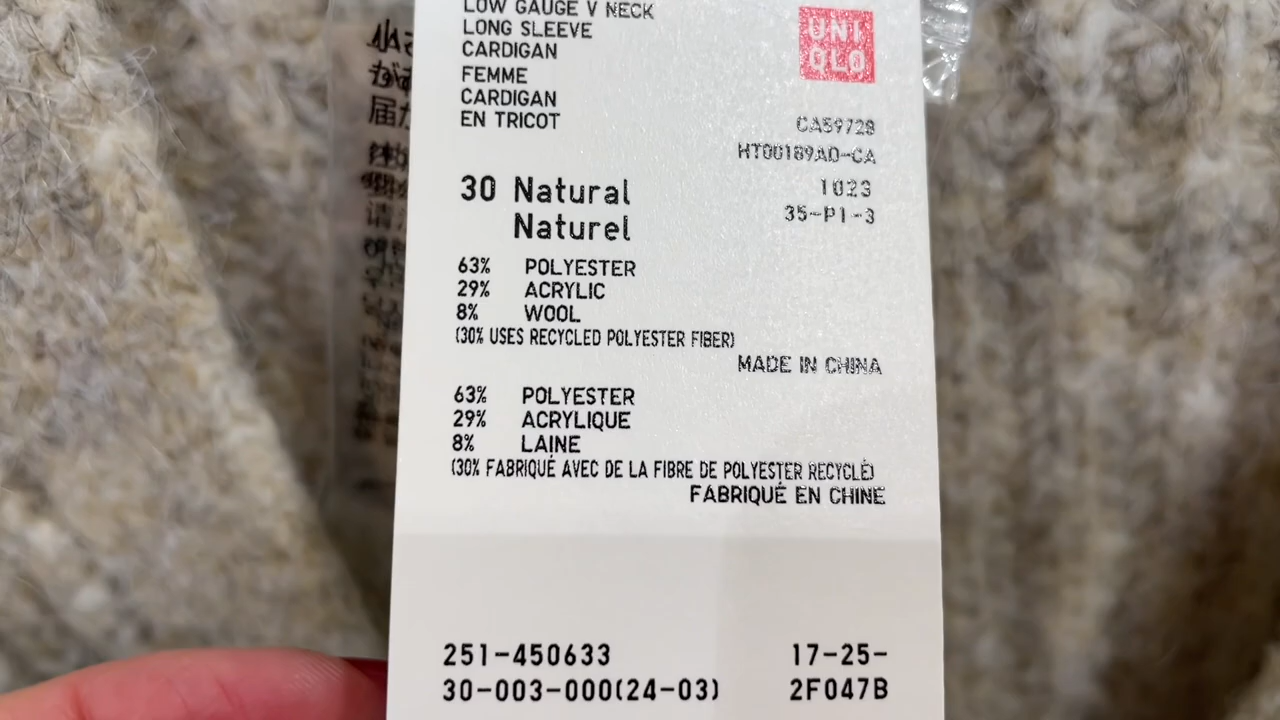 LOW GAUGE V NECK
LONG SLEEVE
CARDIGAN
FEMME
CARDIGAN
EN TRICOT
UNI
QLO
CA59728
HT00189AD-CA
1023
35-P1-3
30 Natural
Naturel
63% POLYESTER
29% ACRYLIC
8% WOOL
(30% USES RECYCLED POLYESTER FIBER)
MADE IN CHINA
63% POLYESTER
29% ACRYLIQUE
8% LAINE
(30% FABRIQUÉ AVEC DE LA FIBRE DE POLYESTER RECYCLÉ)
FABRIQUÉ EN CHINE
251-450633 17-25-
30-003-000(24-03) 2F047B
届
请